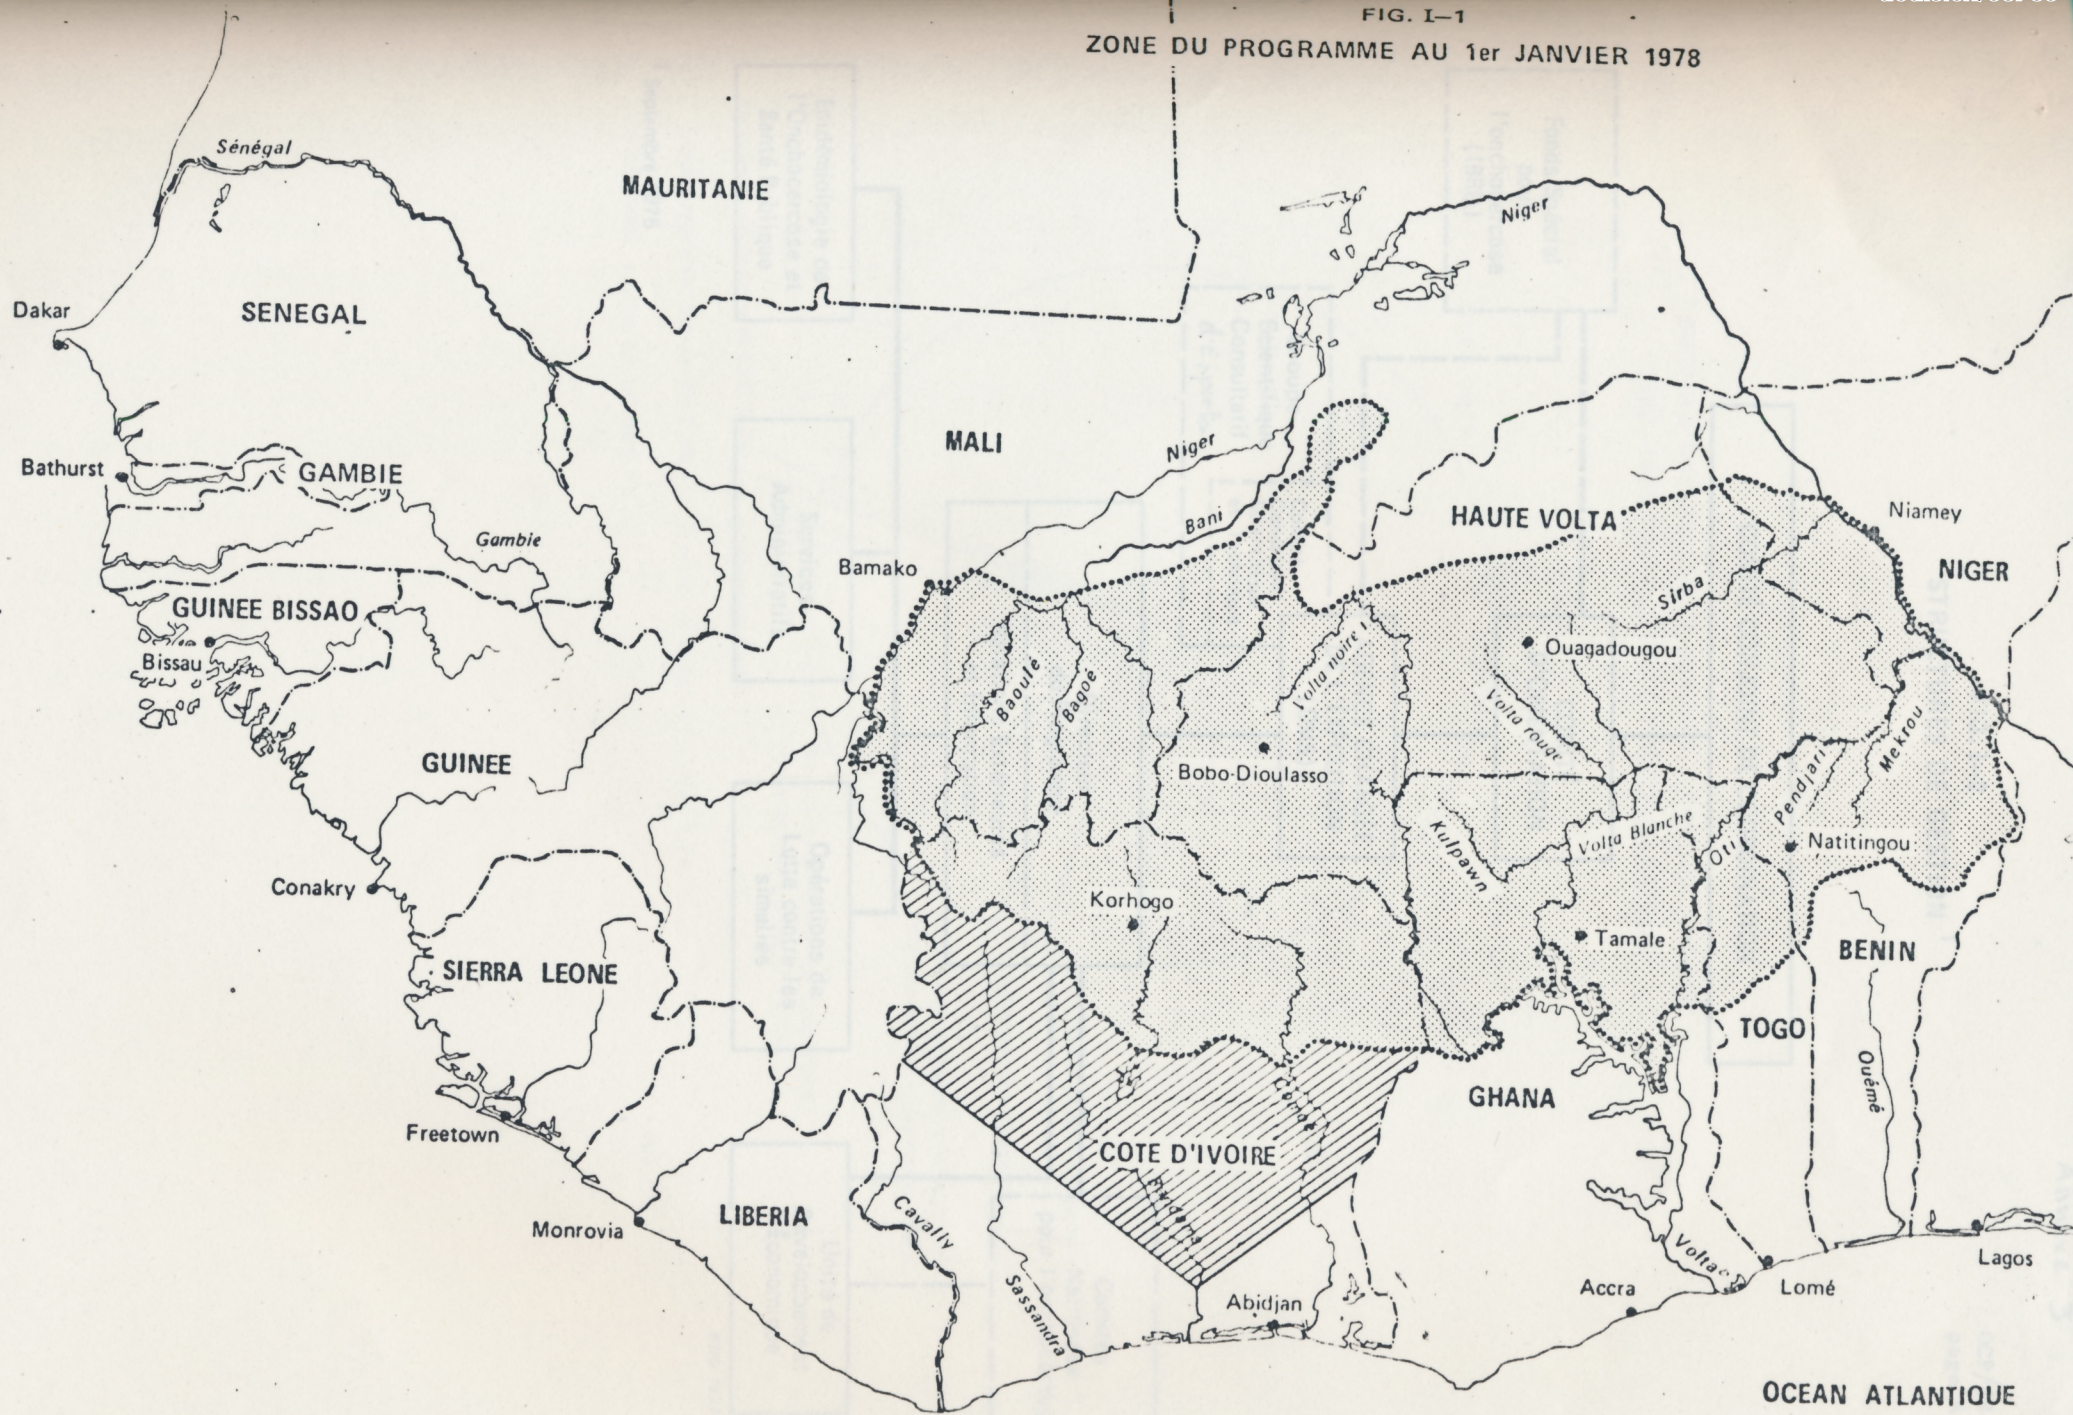 FIG. I—1
ZONE DU PROGRAMME AU 1er JANVIER 1978
Sénégal
MAURITANIE
Niger
Dakar
SENEGAL
MALI
Niger
Bathurst
GAMBIE
HAUTE VOLTA
Niamey
Bani
Gambie
Bamako
NIGER
Sirba
GUINEE BISSAO
Bissau
Ouagadougou
Baoulé
Bagoé
Volta noire
Volta rouge
Mekrou
GUINEE
Bobo-Dioulasso
Pendjari
Kulpawn
Volta Blanche
Oti
Natitingou
Conakry
Korhogo
Tamale
BENIN
SIERRA LEONE
TOGO
Ouémé
GHANA
Comoe
Freetown
COTE D'IVOIRE
LIBERIA
Cavally
Monrovia
Volta
Lagos
Sassandra
Abidjan
Accra
Lomé
OCEAN ATLANTIQUE